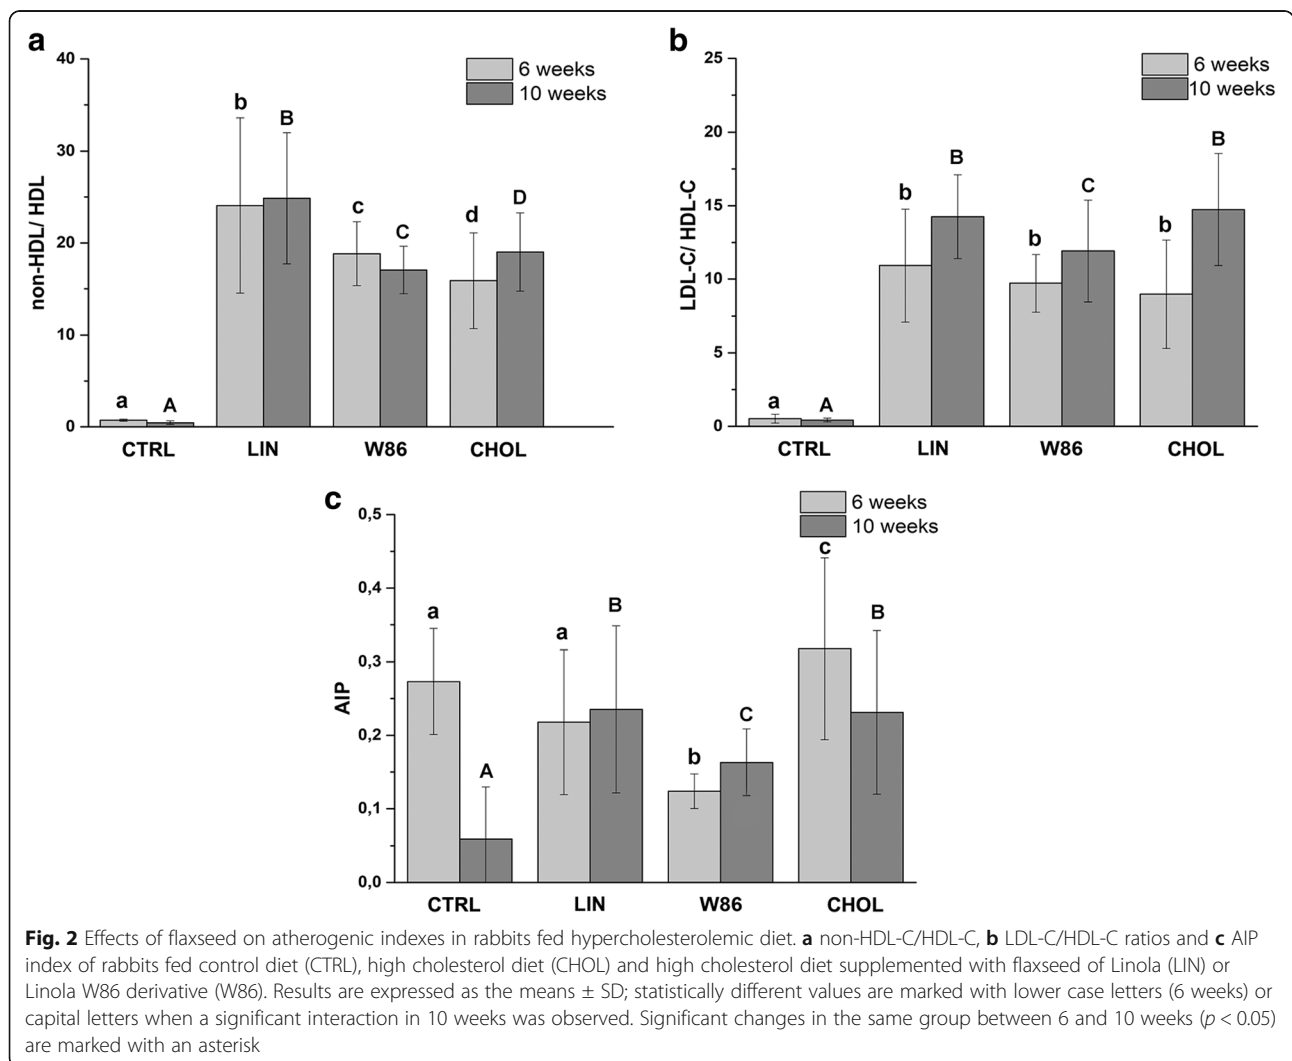 a
40
30
20
10
0
non-HDL/ HDL
6 weeks
10 weeks
a
A
b
B
c
C
d
D
CTRL
LIN
W86
CHOL
b
25
20
15
10
5
0
LDL-C/ HDL-C
6 weeks
10 weeks
a
A
b
B
b
C
b
B
CTRL
LIN
W86
CHOL
c
0,5
0,4
0,3
0,2
0,1
0,0
AIP
6 weeks
10 weeks
a
A
a
B
b
C
c
B
CTRL
LIN
W86
CHOL
Fig. 2 Effects of flaxseed on atherogenic indexes in rabbits fed hypercholesterolemic diet. a non-HDL-C/HDL-C, b LDL-C/HDL-C ratios and c AIP
index of rabbits fed control diet (CTRL), high cholesterol diet (CHOL) and high cholesterol diet supplemented with flaxseed of Linola (LIN) or
Linola W86 derivative (W86). Results are expressed as the means ± SD; statistically different values are marked with lower case letters (6 weeks) or
capital letters when a significant interaction in 10 weeks was observed. Significant changes in the same group between 6 and 10 weeks (p < 0.05)
are marked with an asterisk